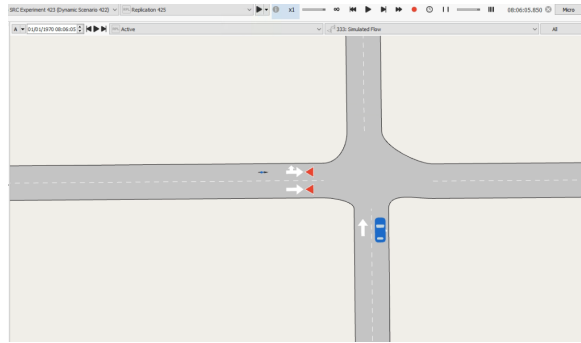 SRC Experiment 423 (Dynamic Scenario 422) Replication 425 x1 08:06:05.850 Micro
A 01/01/1970 08:06:05 Active 333: Simulated Flow All